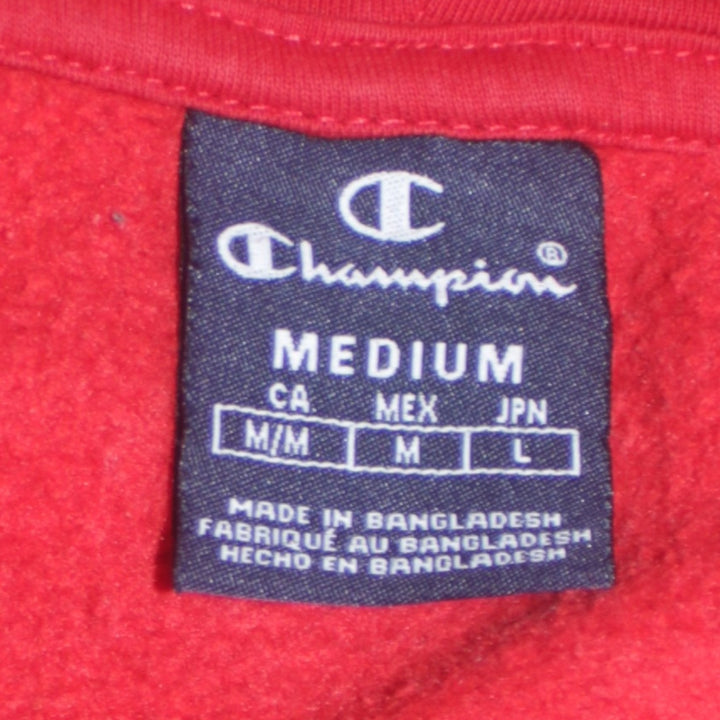 Champion®
MEDIUM
CA MEX JPN
M/M M L
MADE IN BANGLADESH
FABRIQUÉ AU BANGLADESH
HECHO EN BANGLADESH